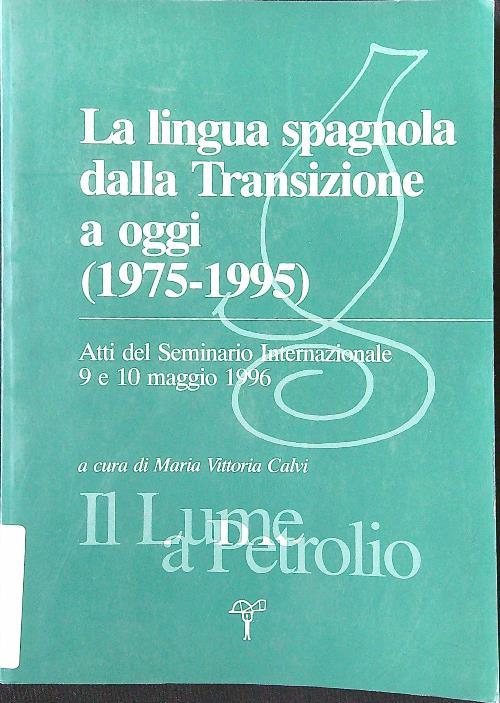 La lingua spagnola
dalla Transizione
a oggi
(1975-1995)
Atti del Seminario Internazionale
9 e 10 maggio 1996
a cura di Maria Vittoria Calvi
Il Lume
a Petrolio